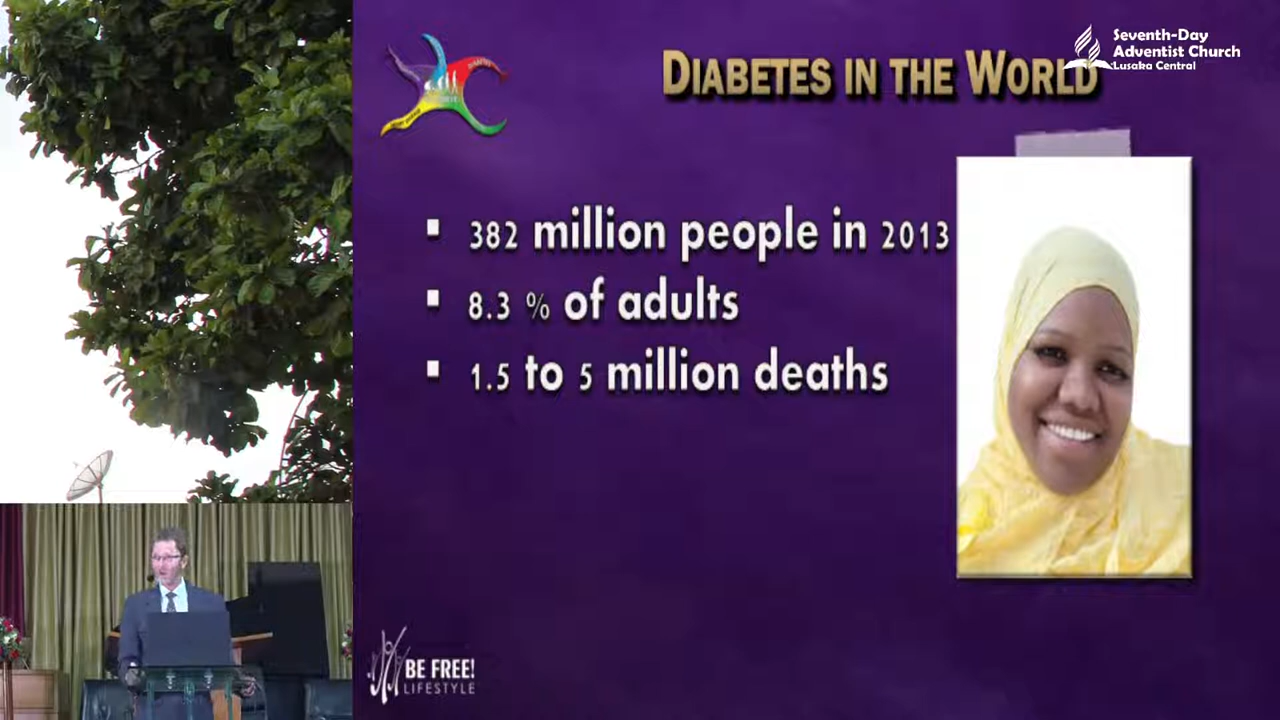 DIABETES IN THE WORLD
Seventh-Day
Adventist Church
Lusaka Central
382 million people in 2013
8.3 % of adults
1.5 to 5 million deaths
BE FREE!
LIFESTYLE